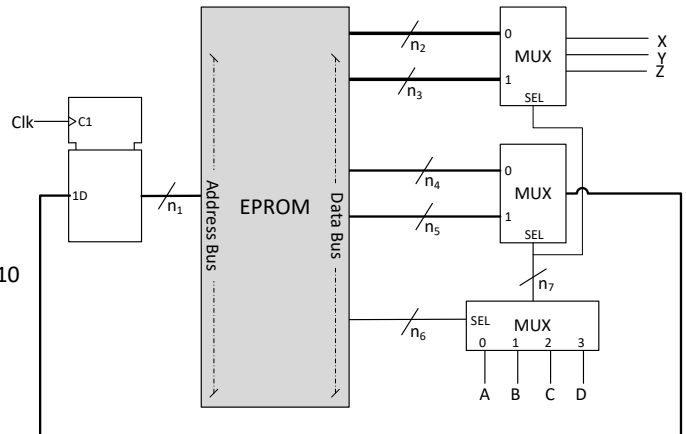 0
n2
MUX
X
Y
Z
n3
1
SEL
Clk
C1
1D
n1
Address Bus
EPROM
Data Bus
0
n4
MUX
1
n5
SEL
10
n7
SEL
MUX
n6
0 1 2 3
A B C D